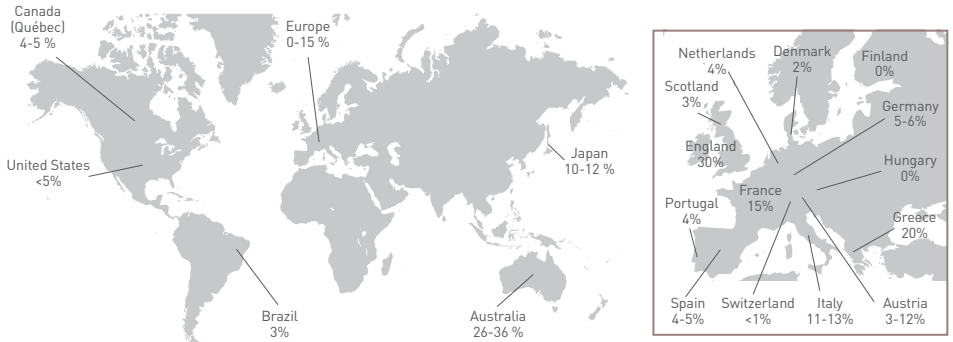 Canada
(Québec)
4-5 %
Europe
0-15 %
United States
<5%
Japan
10-12 %
Brazil
3%
Australia
26-36 %
Netherlands
4%
Denmark
2%
Finland
0%
Scotland
3%
Germany
5-6%
England
30%
Hungary
0%
France
15%
Portugal
4%
Greece
20%
Spain
4-5%
Switzerland
<1%
Italy
11-13%
Austria
3-12%